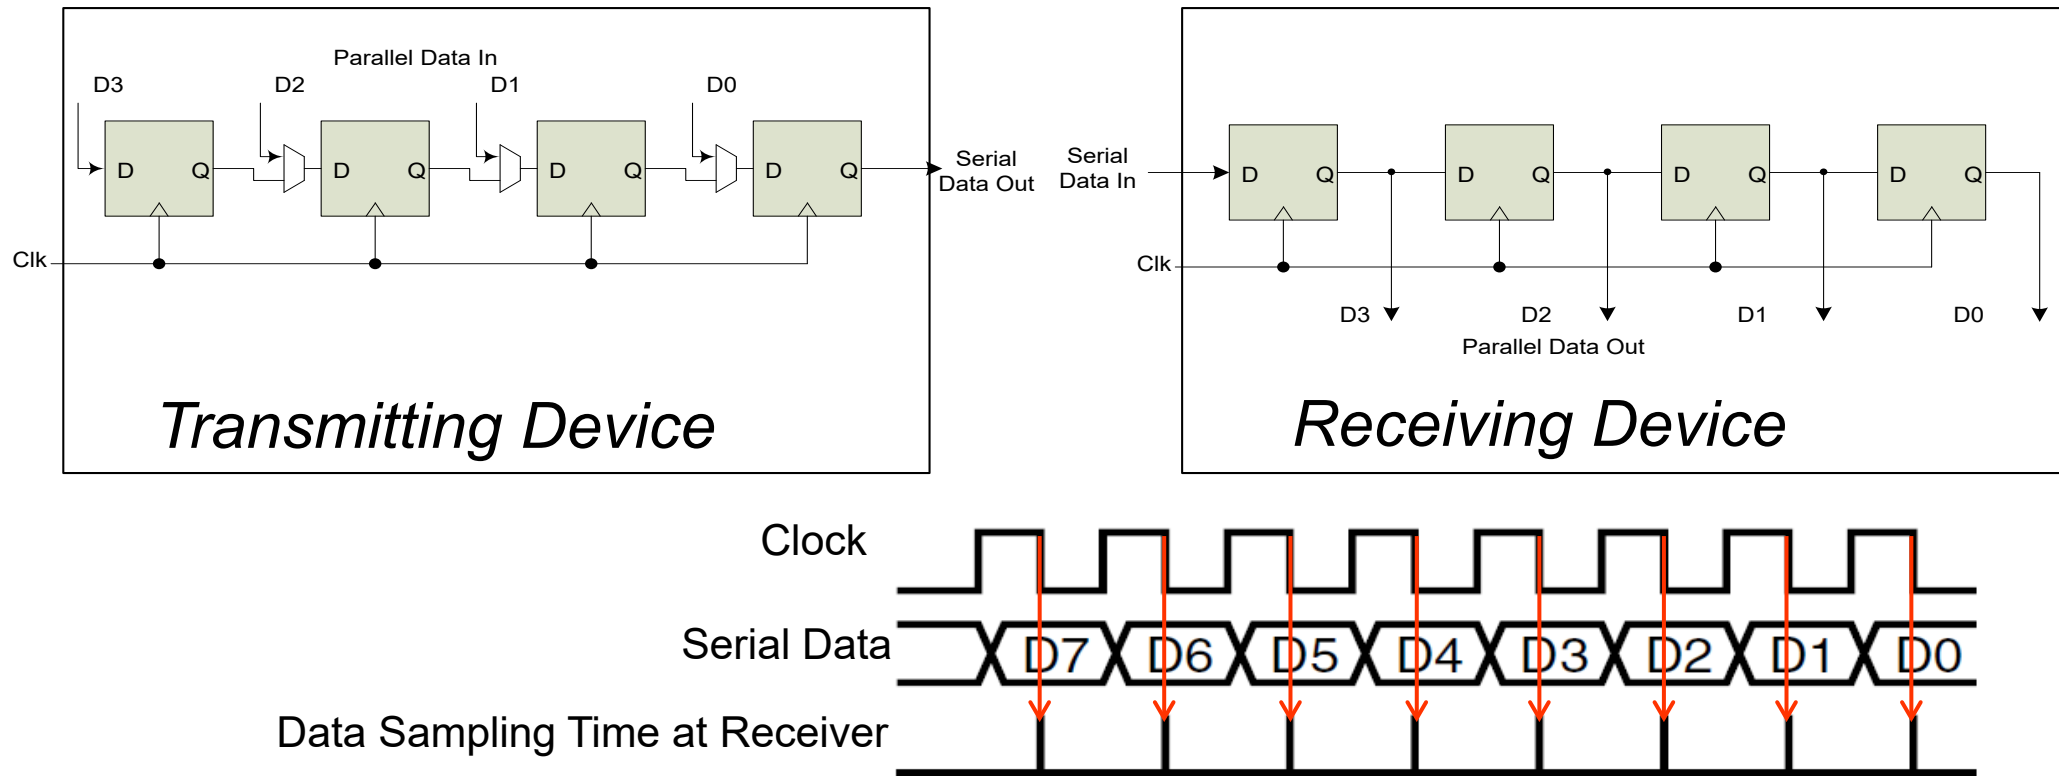 Parallel Data In
D3
D2
D1
D0
D Q
D Q
D Q
D Q
Serial
Data Out
Clk
Transmitting Device
Serial
Data In
D Q
D Q
D Q
D Q
Clk
D3
D2
D1
D0
Parallel Data Out
Receiving Device
Clock
Serial Data
D7 D6 D5 D4 D3 D2 D1 D0
Data Sampling Time at Receiver